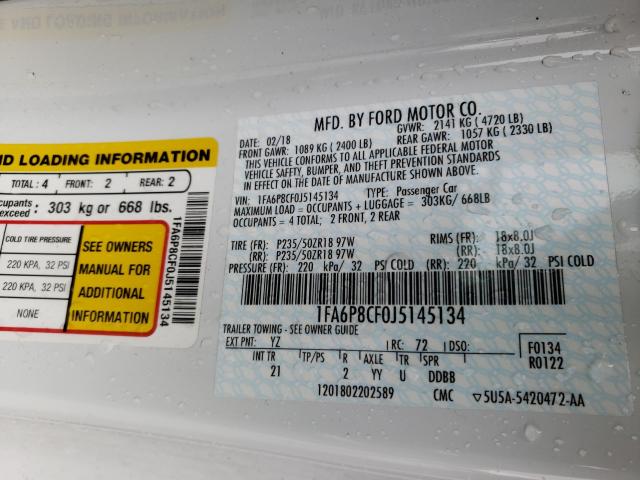 ND LOADING INFORMATION
TOTAL: 4 FRONT: 2 REAR: 2
303 kg or 668 lbs.
COLD TIRE PRESSURE
220 KPA, 32 PSI
220 KPA, 32 PSI
NONE
SEE OWNERS
MANUAL FOR
ADDITIONAL
INFORMATION
1FA6P8CF0J5145134
MFD. BY FORD MOTOR CO.
DATE: 02/18 GVWR: 2141 KG ( 4720 LB)
FRONT GAWR: 1089 KG ( 2400 LB) REAR GAWR: 1057 KG ( 2330 LB)
THIS VEHICLE CONFORMS TO ALL APPLICABLE FEDERAL MOTOR
VEHICLE SAFETY, BUMPER, AND THEFT PREVENTION STANDARDS
IN EFFECT ON THE DATE OF MANUFACTURE SHOWN ABOVE.
VIN: 1FA6P8CF0J5145134 TYPE: Passenger Car
MAXIMUM LOAD = OCCUPANTS + LUGGAGE = 303KG/ 668LB
OCCUPANTS = 4 TOTAL: 2 FRONT, 2 REAR
TIRE (FR): P235/50ZR18 97W RIMS (FR): 18x8.0J
(RR): P235/50ZR18 97W (RR): 18x8.0J
PRESSURE (FR): 220 kPa/ 32 PSI COLD (RR) 220 kPa/ 32 PSI COLD
1FA6P8CF0J5145134
TRAILER TOWING - SEE OWNER GUIDE
EXT PNT: YZ RC: 72 DSO: F0134
R0122
INT TR TP/PS R AXLE TR SPR
21 2 YY U DDBB
1201802202589 CMC 5U5A-5420472-AA